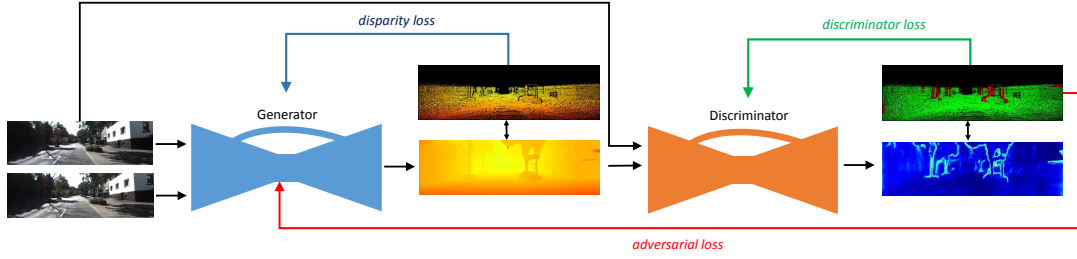 disparity loss
discriminator loss
Generator
Discriminator
adversarial loss